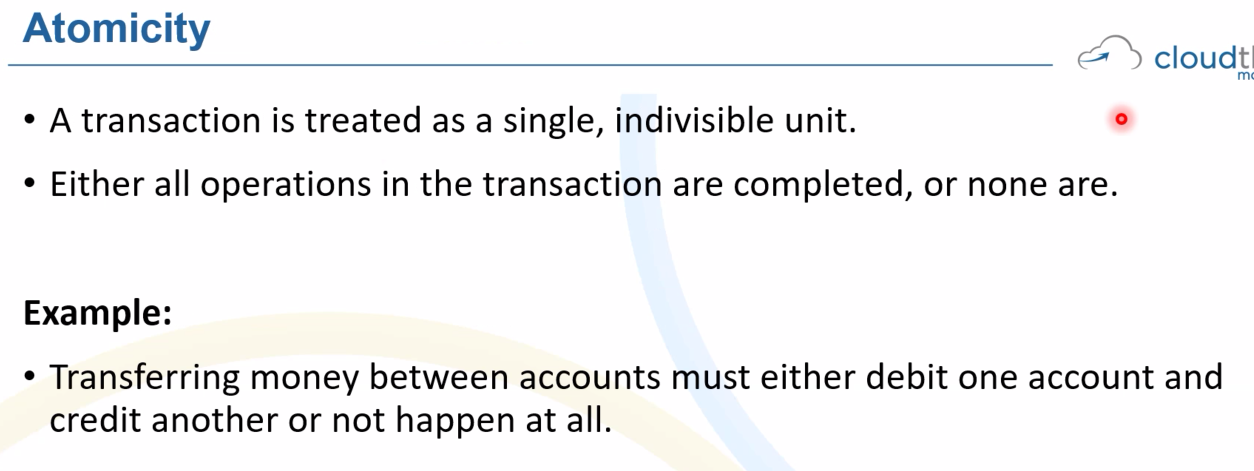 Atomicity
cloudt
mo
• A transaction is treated as a single, indivisible unit.
• Either all operations in the transaction are completed, or none are.
Example:
• Transferring money between accounts must either debit one account and
credit another or not happen at all.